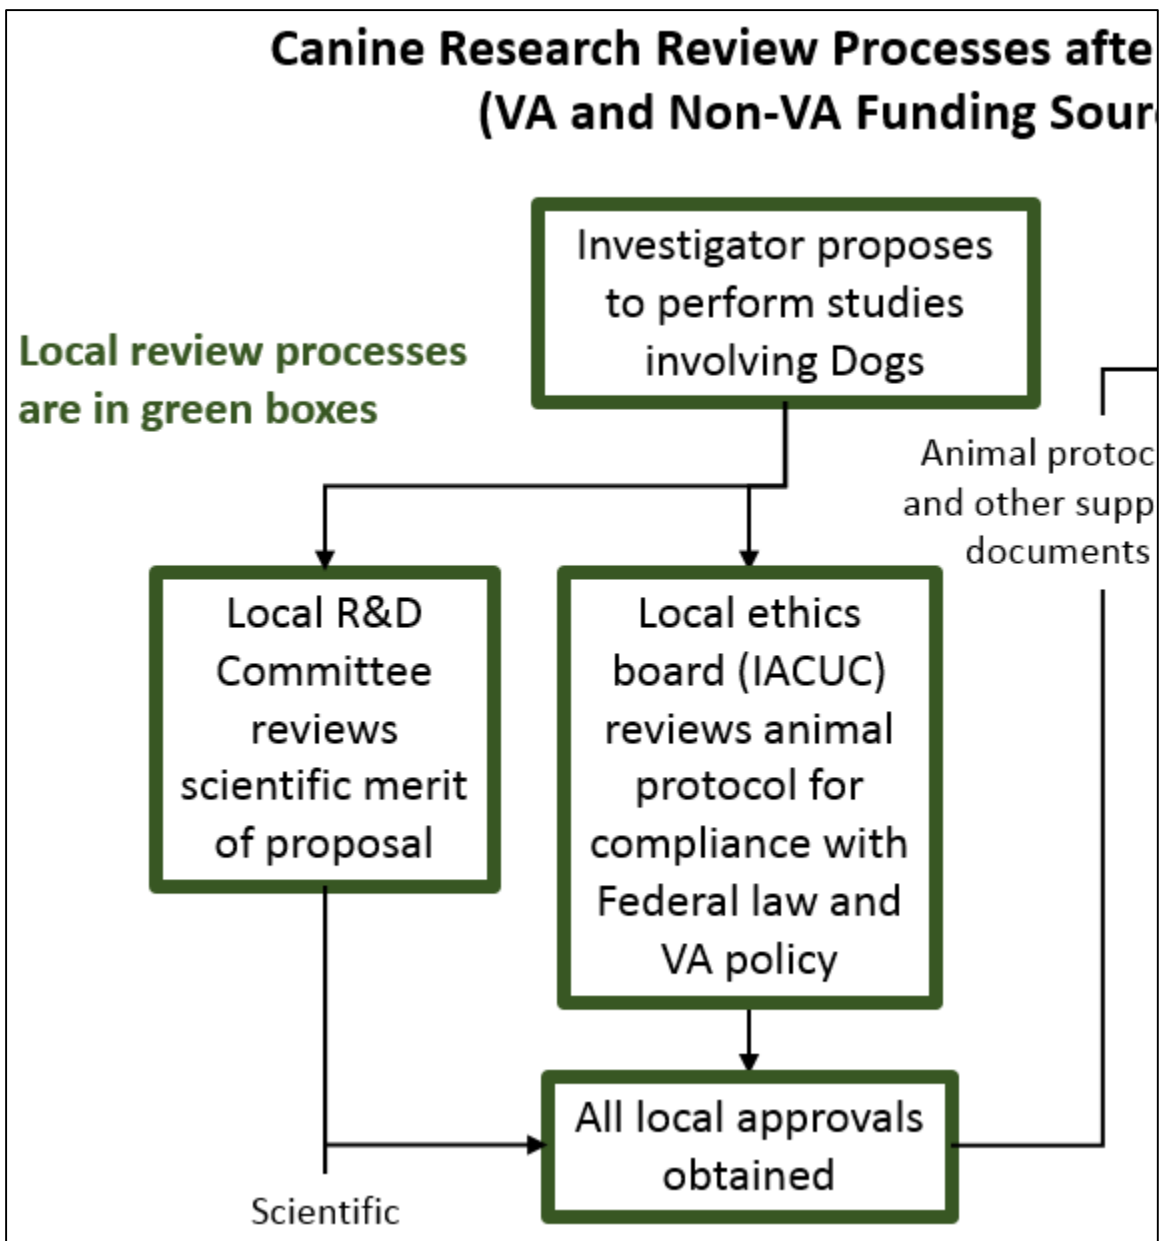 Canine Research Review Processes afte
(VA and Non-VA Funding Sour
Investigator proposes
to perform studies
involving Dogs
Local review processes
are in green boxes
Animal protoc
and other supp
documents
Local R&D
Committee
reviews
scientific merit
of proposal
Local ethics
board (IACUC)
reviews animal
protocol for
compliance with
Federal law and
VA policy
All local approvals
obtained
Scientific